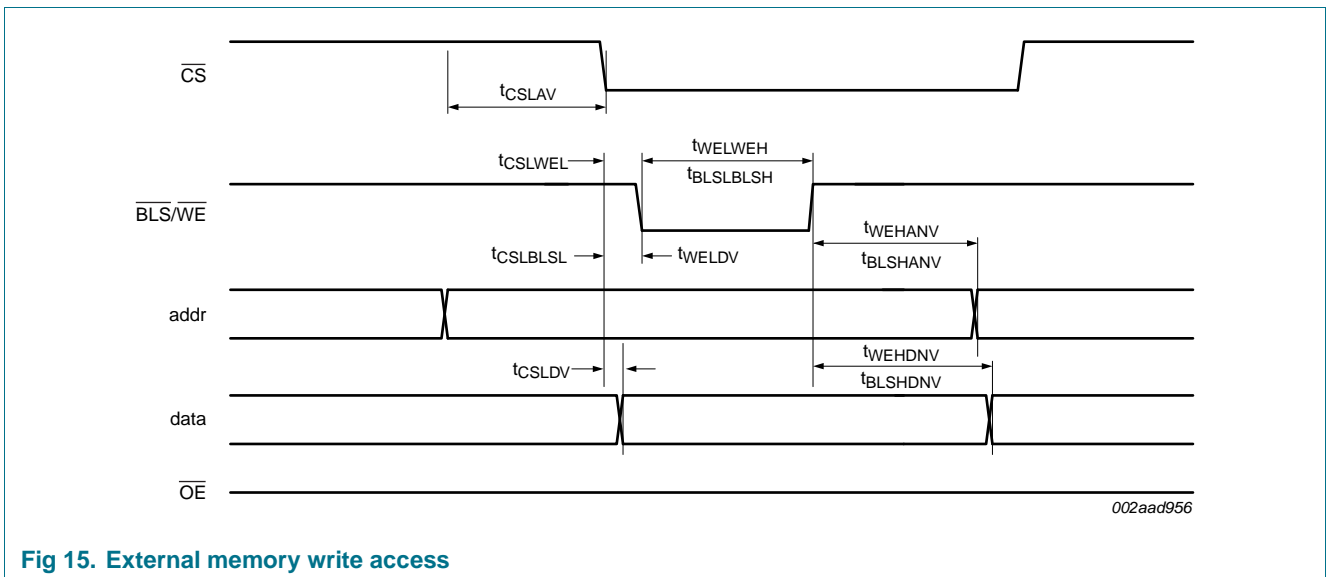 CS
tCSLAV
tCSLWEL
tWELWEH
tBLSLBLSH
BLS/WE
tCSLBLSL
tWELDV
tWEHANV
tBLSHANV
addr
tCSLDV
tWEHDNV
tBLSHDNV
data
OE
002aad956
Fig 15. External memory write access